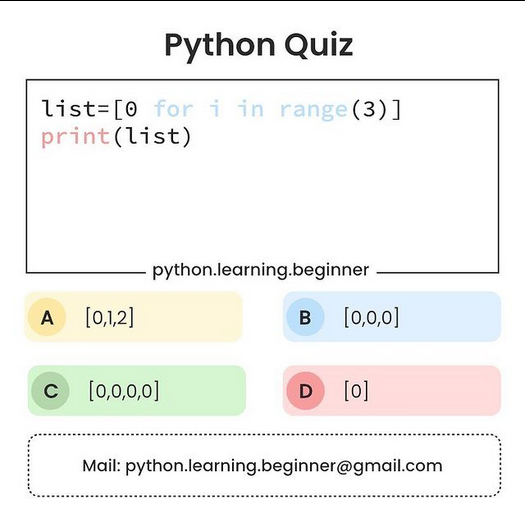 Python Quiz
list=[0 for i in range(3)]
print(list)
python.learning.beginner
A [0,1,2]
B [0,0,0]
C [0,0,0,0]
D [0]
Mail: python.learning.beginner@gmail.com